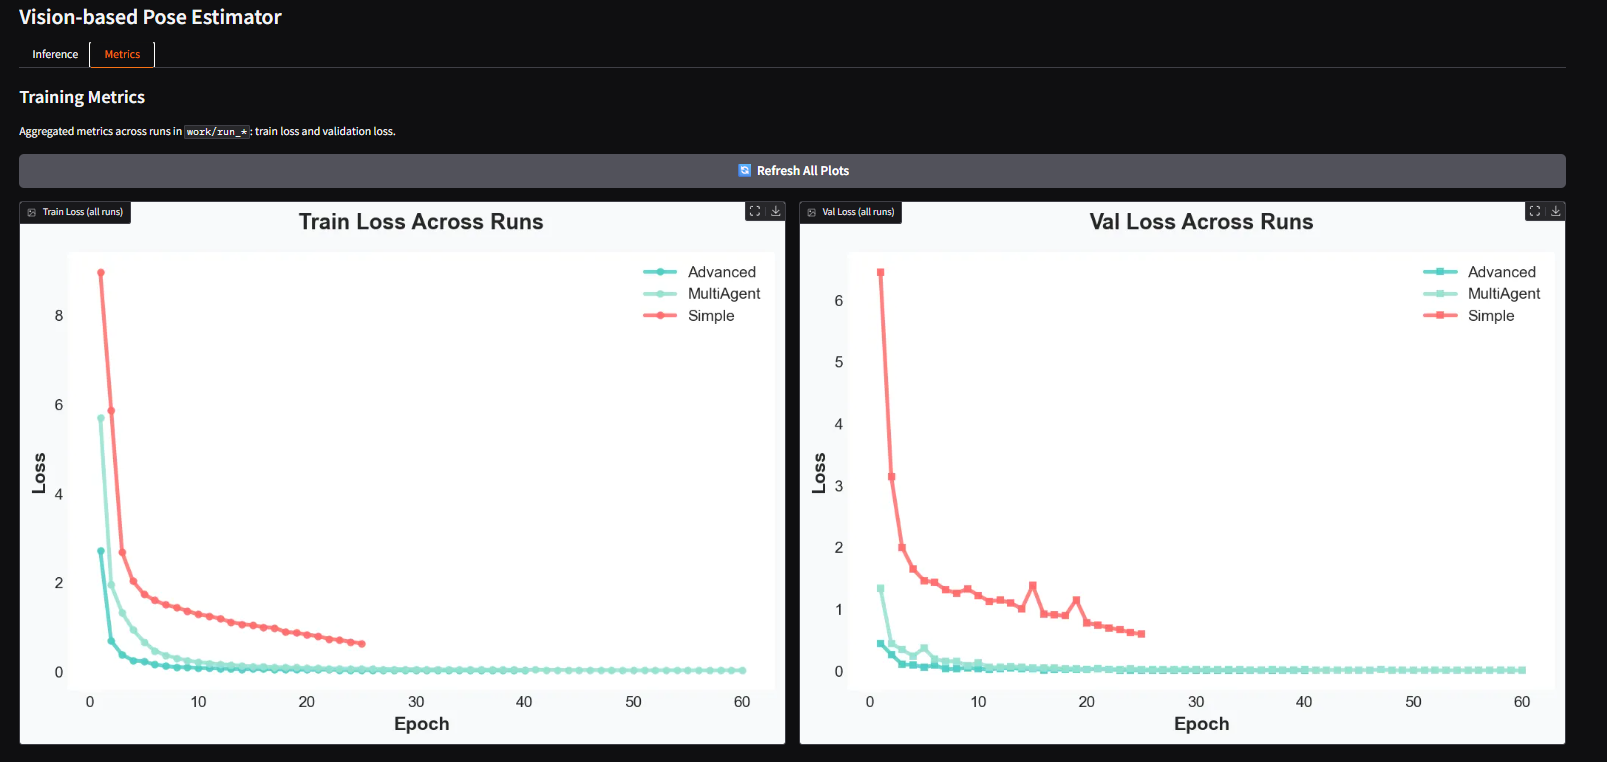 Vision-based Pose Estimator
Inference
Metrics
Training Metrics
Aggregated metrics across runs in work/run_*: train loss and validation loss.
Refresh All Plots
Train Loss (all runs)
Train Loss Across Runs
Advanced
MultiAgent
Simple
8
6
4
2
0
Loss
0 10 20 30 40 50 60
Epoch
Val Loss (all runs)
Val Loss Across Runs
Advanced
MultiAgent
Simple
6
5
4
3
2
1
0
Loss
0 10 20 30 40 50 60
Epoch